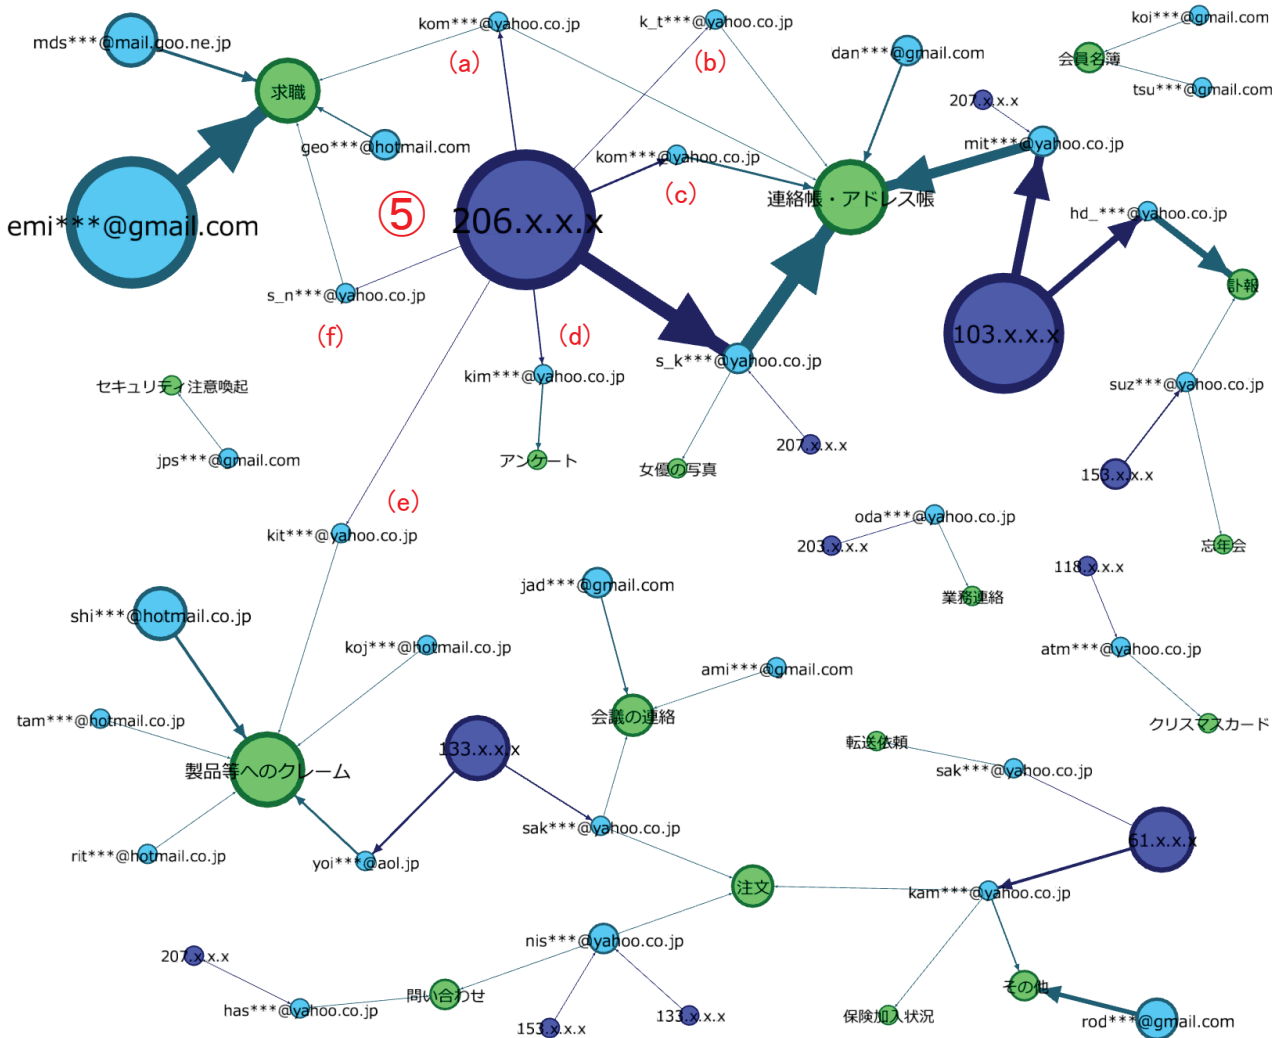 kom***@yahoo.co.jp
k_t***@yahoo.co.jp
koi***@gmail.com
mds***@mail.goo.ne.jp
(a)
(b)
dan***@gmail.com
会員名簿
tsu***@gmail.com
求職
207.x.x.x
geo***@hotmail.com
kom***@yahoo.co.jp
mit***@yahoo.co.jp
(c)
連絡帳・アドレス帳
emi***@gmail.com
⑤
206.x.x.x
hd_***@yahoo.co.jp
s_n***@yahoo.co.jp
訃報
(f)
(d)
103.x.x.x
s_k***@yahoo.co.jp
セキュリティ注意喚起
kim***@yahoo.co.jp
suz***@yahoo.co.jp
207.x.x.x
jps***@gmail.com
アンケート
女優の写真
153.x.x.x
(e)
oda***@yahoo.co.jp
kit***@yahoo.co.jp
203.x.x.x
忘年会
118.x.x.x
jad***@gmail.com
業務連絡
shi***@hotmail.co.jp
koj***@hotmail.co.jp
atm***@yahoo.co.jp
ami***@gmail.com
tam***@hotmail.co.jp
会議の連絡
クリスマスカード
133.x.x.x
転送依頼
製品等へのクレーム
sak***@yahoo.co.jp
sak***@yahoo.co.jp
61.x.x.x
rit***@hotmail.co.jp
yoi***@aol.jp
注文
kam***@yahoo.co.jp
nis***@yahoo.co.jp
207.x.x.x
問い合わせ
その他
has***@yahoo.co.jp
153.x.x.x
133.x.x.x
保険加入状況
rod***@gmail.com